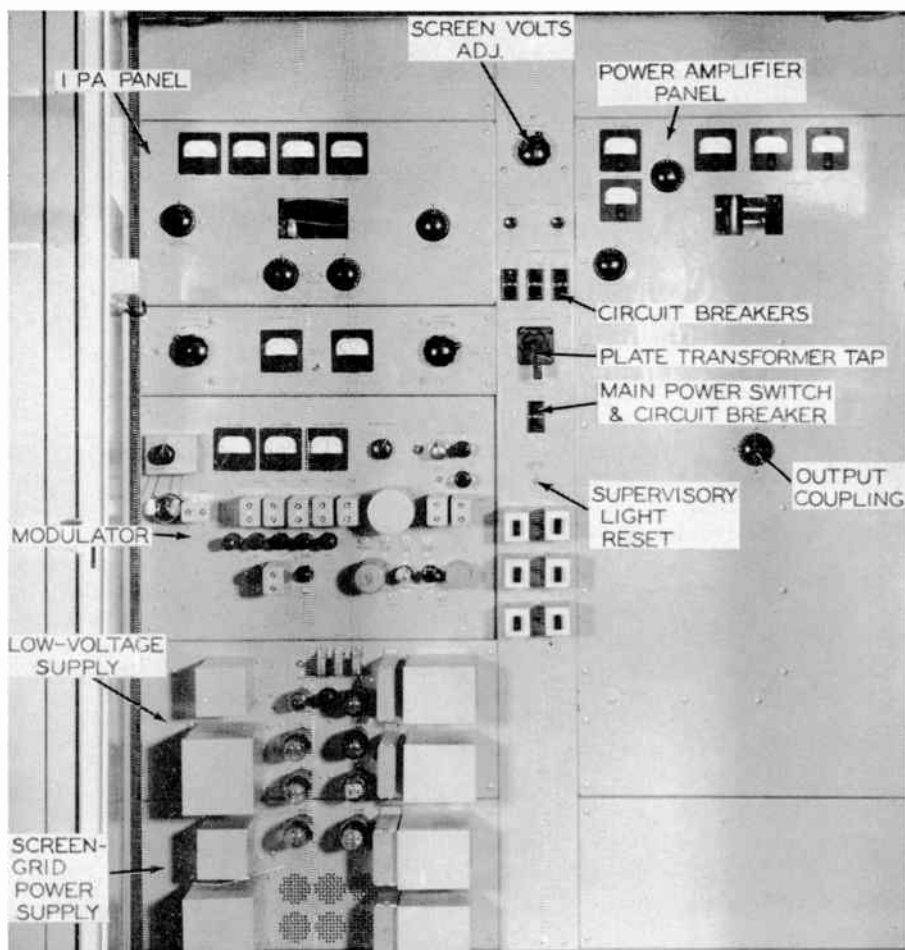 SCREEN VOLTS
ADJ.
I PA PANEL
POWER AMPLIFIER
PANEL
CIRCUIT BREAKERS
PLATE TRANSFORMER TAP
MAIN POWER SWITCH
& CIRCUIT BREAKER
OUTPUT
COUPLING
SUPERVISORY
LIGHT
RESET
MODULATOR
LOW-VOLTAGE
SUPPLY
SCREEN-
GRID
POWER
SUPPLY